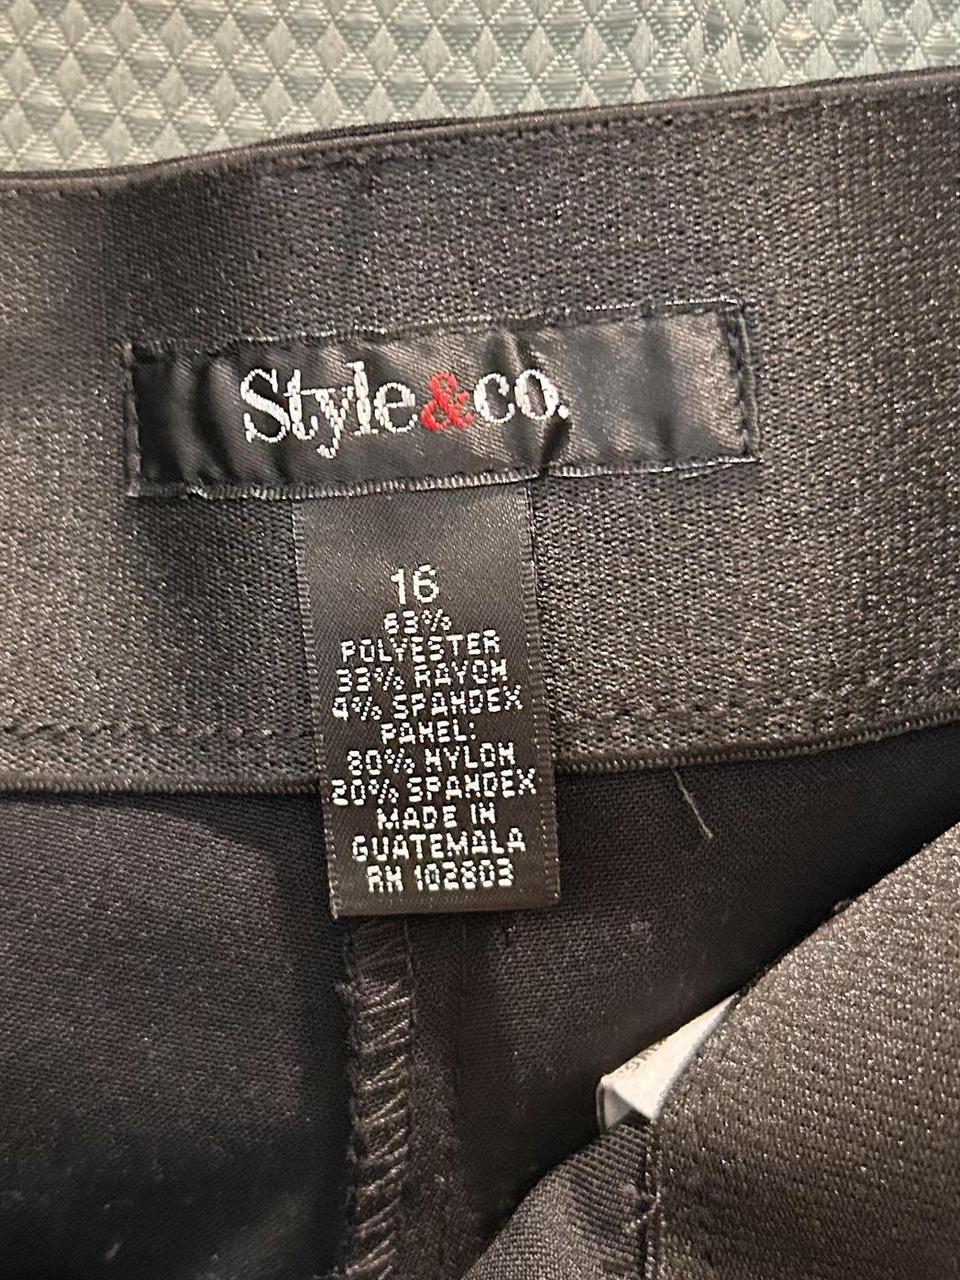 Style&co.
16
63%
POLYESTER
33% RAYON
4% SPANDEX
PANEL:
80% NYLON
20% SPANDEX
MADE IN
GUATEMALA
RN 102803